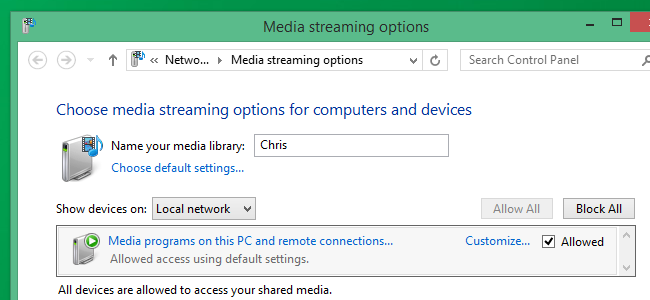 Media streaming options
« Netwo... Media streaming options Search Control Panel
Choose media streaming options for computers and devices
Name your media library: Chris
Choose default settings...
Show devices on: Local network Allow All Block All
Media programs on this PC and remote connections... Customize... Allowed
Allowed access using default settings.
All devices are allowed to access your shared media.